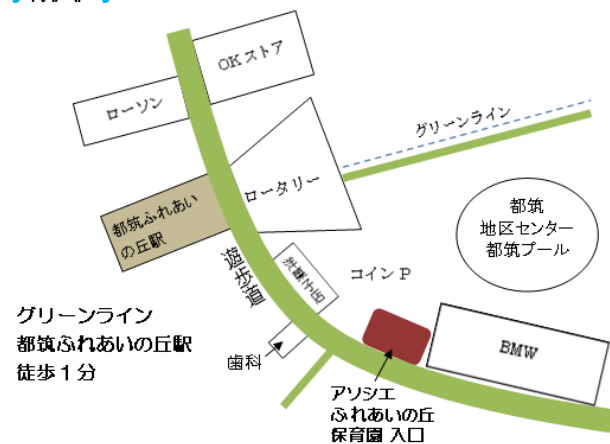 OKストア
ローソン
グリーンライン
ロータリー
都筑ふれあい
の丘駅
都筑
地区センター
都筑プール
遊歩道
洋菓子店
コインP
グリーンライン
都筑ふれあいの丘駅
徒歩1分
歯科
BMW
アソシエ
ふれあいの丘
保育園 入口